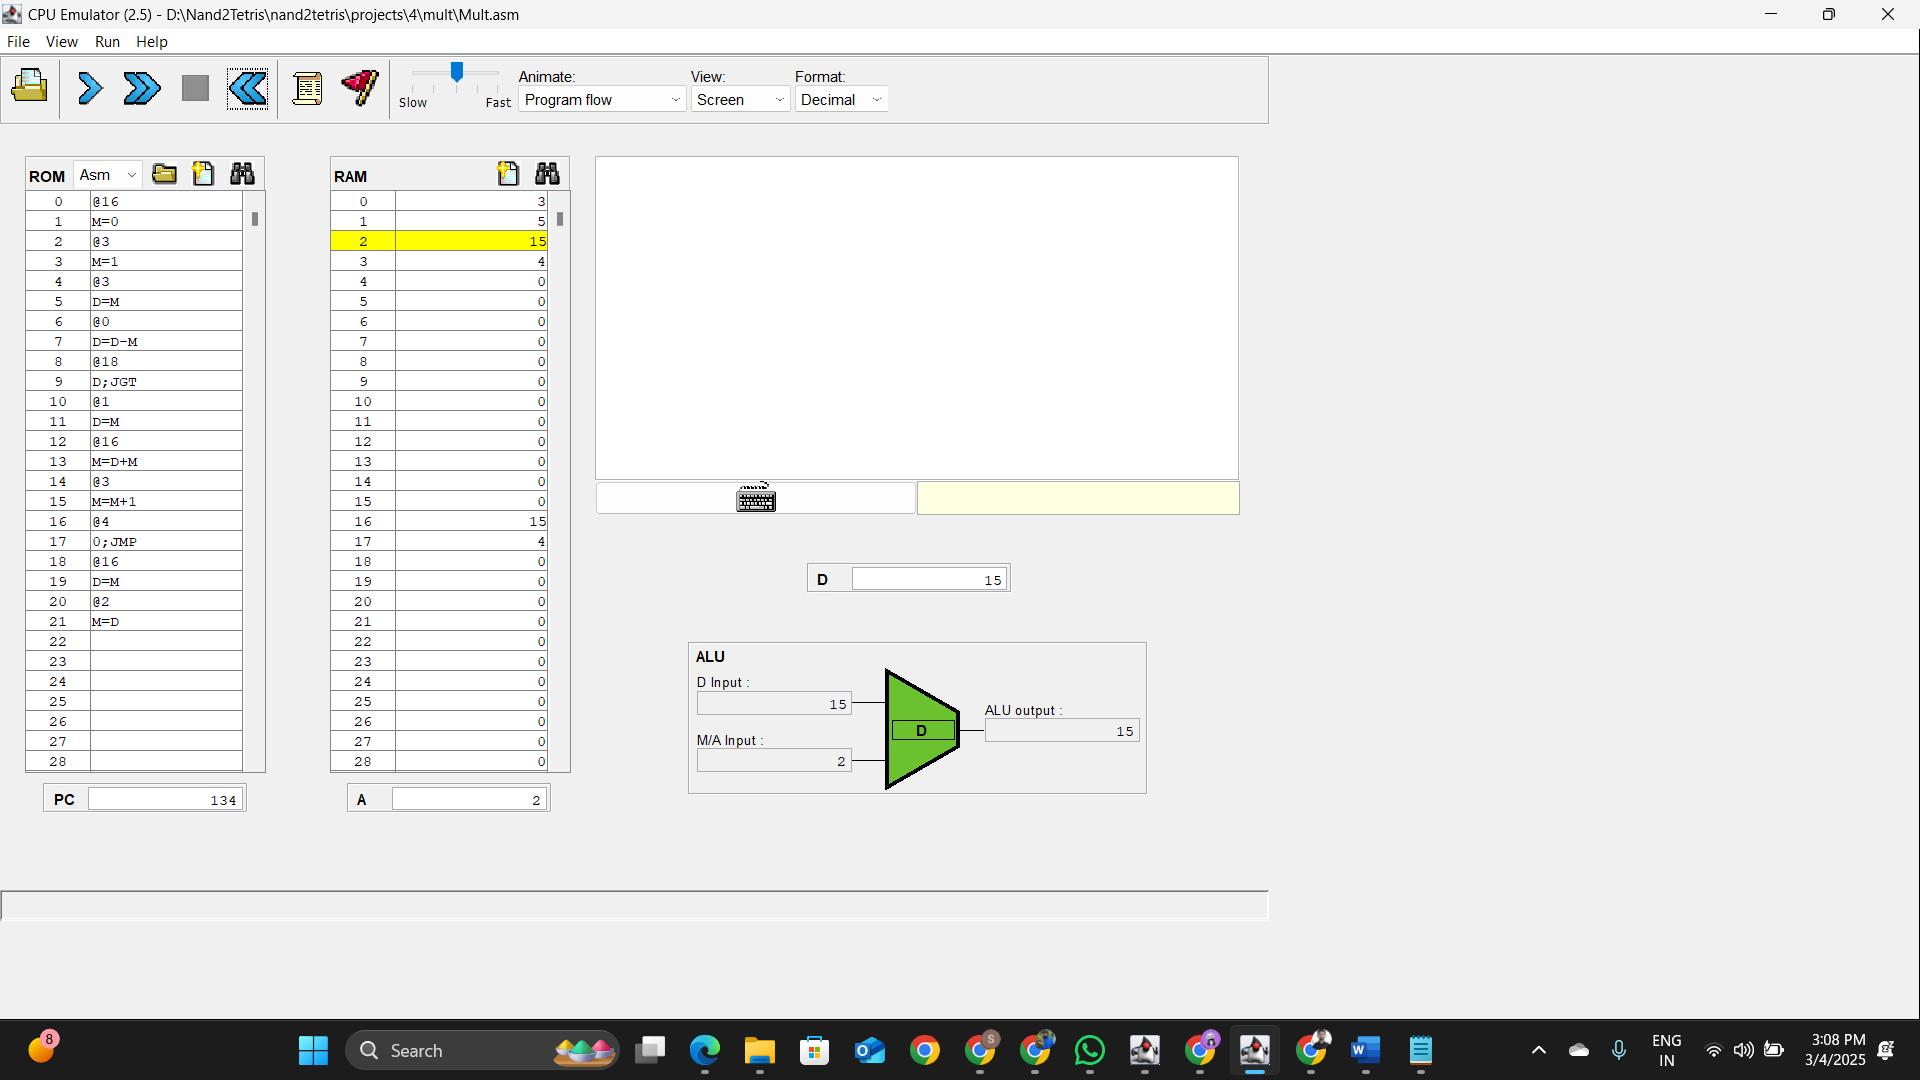 CPU Emulator (2.5) - D:\Nand2Tetris\nand2tetris\projects\4\mult\Mult.asm
File View Run Help
Slow Fast
Animate:
Program flow
View:
Screen
Format:
Decimal
ROM Asm
0 @16
1 M=0
2 @3
3 M=1
4 @3
5 D=M
6 @0
7 D=D-M
8 @18
9 D;JGT
10 @1
11 D=M
12 @16
13 M=D+M
14 @3
15 M=M+1
16 @4
17 0;JMP
18 @16
19 D=M
20 @2
21 M=D
22
23
24
25
26
27
28
PC 134
RAM
0 3
1 5
2 15
3 4
4 0
5 0
6 0
7 0
8 0
9 0
10 0
11 0
12 0
13 0
14 0
15 0
16 15
17 4
18 0
19 0
20 0
21 0
22 0
23 0
24 0
25 0
26 0
27 0
28 0
A 2
D 15
ALU
D Input :
15
M/A Input :
2
D
ALU output :
15
8
Search
S
W
ENG
IN
3:08 PM
3/4/2025